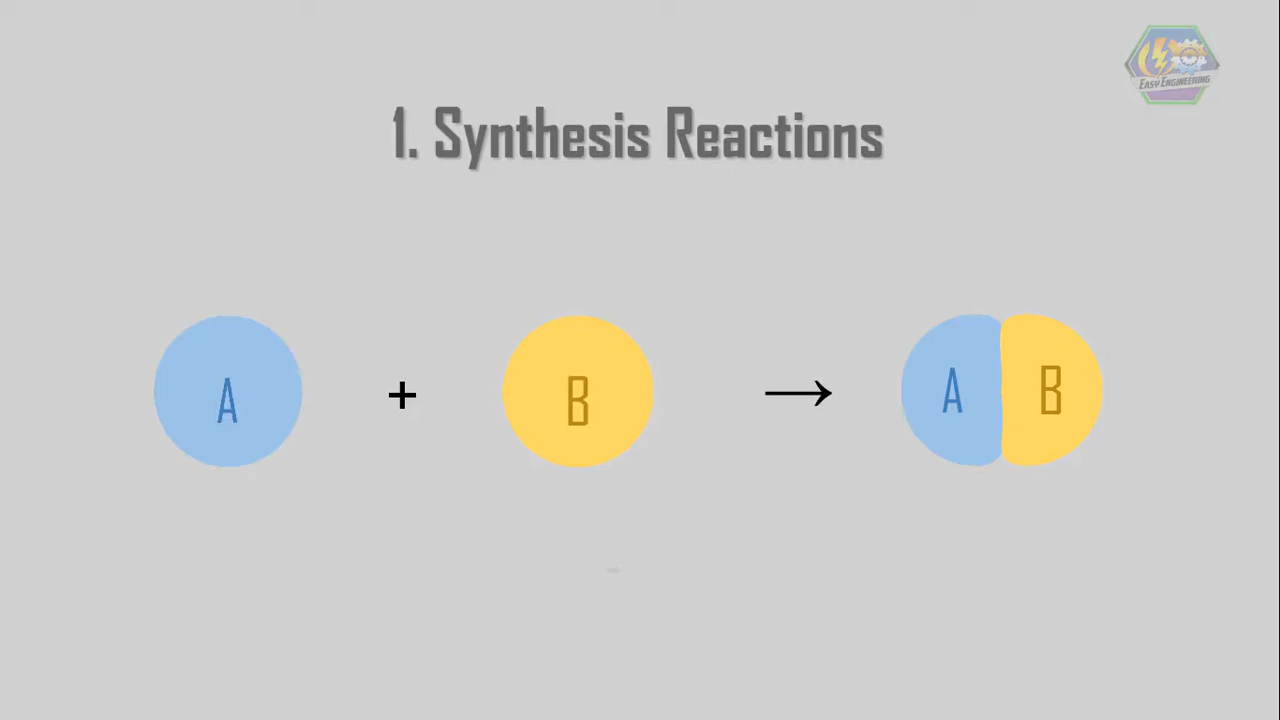 EASY ENGINEERING
1. Synthesis Reactions
A + B → A B